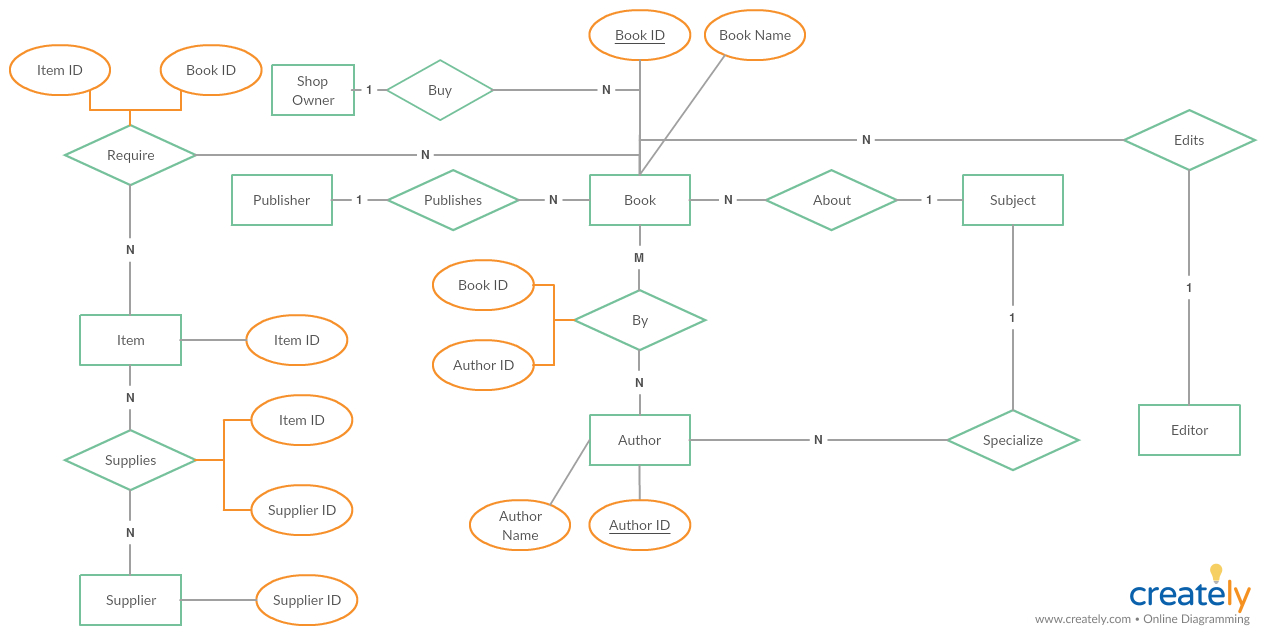 Book ID
Book Name
Item ID
Book ID
Shop
Owner
1
Buy
N
N
Edits
Require
N
Publisher
1
Publishes
N
Book
N
About
1
Subject
N
M
Book ID
1
By
1
Item
Item ID
Author ID
N
N
Item ID
Author
N
Specialize
Editor
Supplies
Supplier ID
Author
Name
Author ID
N
Supplier
Supplier ID
creately
www.creately.com • Online Diagramming